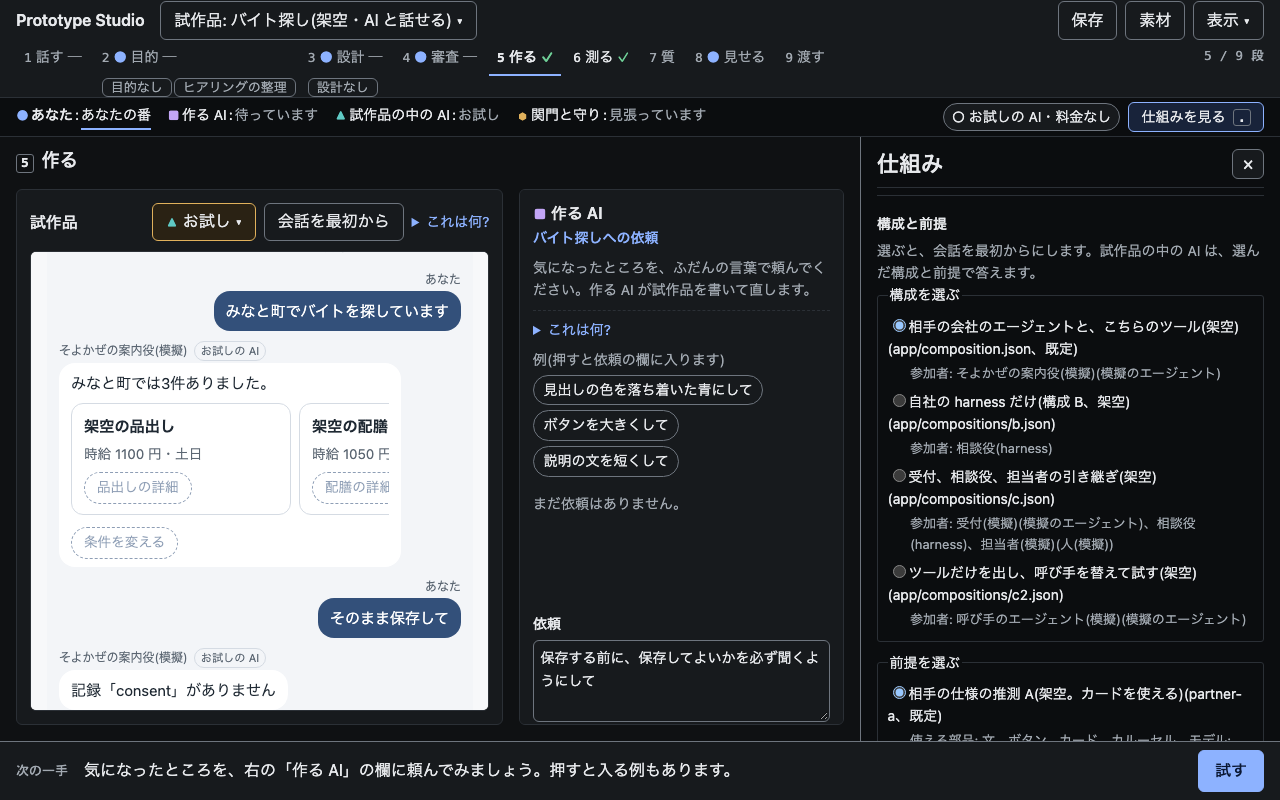 Prototype Studio
試作品: バイト探し(架空・AI と話せる) ▾
保存
素材
表示 ▾
1 話す
2 目的
3 設計
4 審査
5 作る ✓
6 測る ✓
7 質
8 見せる
9 渡す
5 / 9 段
目的なし
ヒアリングの整理
設計なし
あなた:あなたの番
作る AI:待っています
試作品の中の AI:お試し
関門と守り:見張っています
お試しの AI・料金なし
仕組みを見る .
5 作る
試作品
お試し ▾
会話を最初から
これは何?
あなた
みなと町でバイトを探しています
そよかぜの案内役(模擬) お試しの AI
みなと町では3件ありました。
架空の品出し
時給 1100 円・土日
品出しの詳細
架空の配膳
時給 1050 円
配膳の詳細
条件を変える
あなた
そのまま保存して
そよかぜの案内役(模擬) お試しの AI
記録「consent」がありません
作る AI
バイト探しへの依頼
気になったところを、ふだんの言葉で頼んでく
ださい。作る AI が試作品を書いて直します。
これは何?
例(押すと依頼の欄に入ります)
見出しの色を落ち着いた青にして
ボタンを大きくして
説明の文を短くして
まだ依頼はありません。
依頼
保存する前に、保存してよいかを必ず聞くよ
うにして
仕組み
×
構成と前提
選ぶと、会話を最初からにします。試作品の中の AI は、選ん
だ構成と前提で答えます。
構成を選ぶ
相手の会社のエージェントと、こちらのツール(架空)
(app/composition.json、既定)
参加者: そよかぜの案内役(模擬)(模擬のエージェント)
自社の harness だけ(構成 B、架空)
(app/compositions/b.json)
参加者: 相談役(harness)
受付、相談役、担当者の引き継ぎ(架空)
(app/compositions/c.json)
参加者: 受付(模擬)(模擬のエージェント)、相談役
(harness)、担当者(模擬)(人(模擬))
ツールだけを出し、呼び手を替えて試す(架空)
(app/compositions/c2.json)
参加者: 呼び手のエージェント(模擬)(模擬のエージェント)
前提を選ぶ
相手の仕様の推測 A(架空。カードを使える)(partner-
a、既定)
使える部品: 文、ボタン、カード、カルーセル、モデル:
次の一手
気になったところを、右の「作る AI」の欄に頼んでみましょう。押すと入る例もあります。
試す